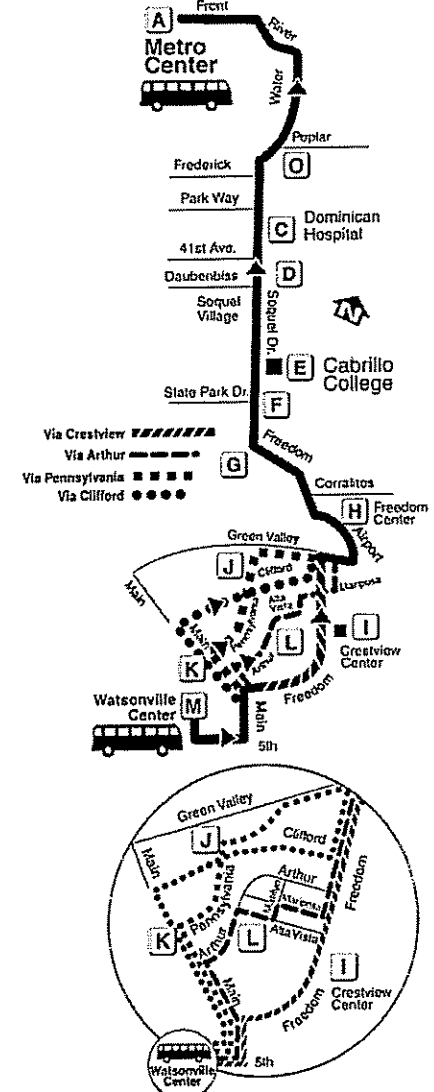 Front
A
River
Metro
Center
Water
Poplar
O
Frederick
Park Way
C
Dominican
Hospital
41st Ave.
D
Daubenbiss
Soquel
Village
Soquel Dr.
N
E
Cabrillo
College
State Park Dr.
F
Freedom
Via Crestview
Via Arthur
Via Pennsylvania
Via Clifford
G
Corralitos
H
Freedom
Center
Airport
Green Valley
J
Clifford
Mariposa
Main
Alta
Vista
Pennsylvania
Main
L
I
Crestview
Center
K
Arthur
Freedom
Watsonville
Center
M
Main
5th
Green Valley
J
Clifford
Main
Arthur
Pennsylvania
Freedom
K
Arthur
L
Alta Vista
I
Main
Crestview
Center
Freedom
5th
Watsonville
Center